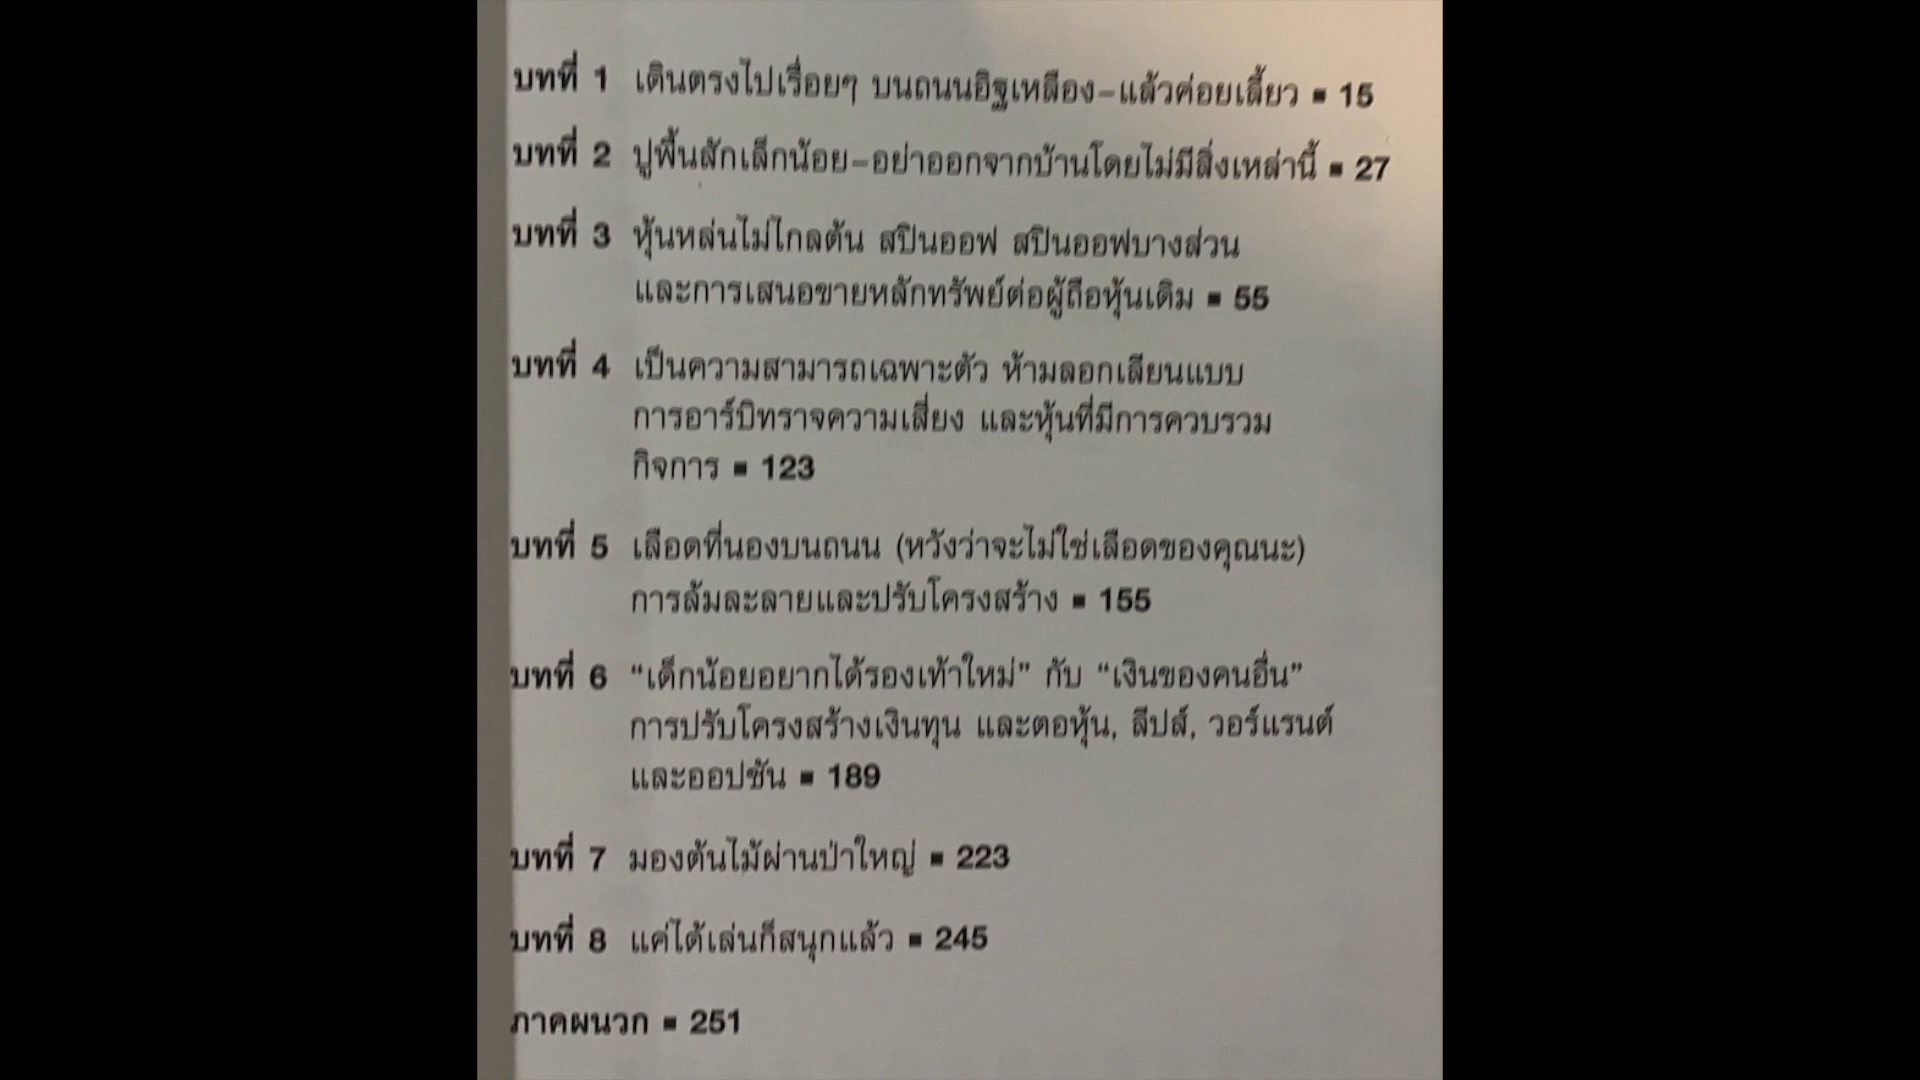 บทที่ 1 เดินตรงไปเรื่อยๆ บนถนนอิฐเหลือง–แล้วค่อยเลี้ยว ▪ 15
บทที่ 2 ปูพื้นสักเล็กน้อย–อย่าออกจากบ้านโดยไม่มีสิ่งเหล่านี้ ▪ 27
บทที่ 3 หุ้นหล่นไม่ไกลต้น สปินออฟ สปินออฟบางส่วน
และการเสนอขายหลักทรัพย์ต่อผู้ถือหุ้นเดิม ▪ 55
บทที่ 4 เป็นความสามารถเฉพาะตัว ห้ามลอกเลียนแบบ
การอาร์บิทราจความเสี่ยง และหุ้นที่มีการควบรวม
กิจการ ▪ 123
บทที่ 5 เลือดที่นองบนถนน (หวังว่าจะไม่ใช่เลือดของคุณนะ)
การล้มละลายและปรับโครงสร้าง ▪ 155
บทที่ 6 “เด็กน้อยอยากได้รองเท้าใหม่” กับ “เงินของคนอื่น”
การปรับโครงสร้างเงินทุน และตอหุ้น, ลีปส์, วอร์แรนต์
และออปชัน ▪ 189
บทที่ 7 มองต้นไม้ผ่านป่าใหญ่ ▪ 223
บทที่ 8 แค่ได้เล่นก็สนุกแล้ว ▪ 245
ภาคผนวก ▪ 251